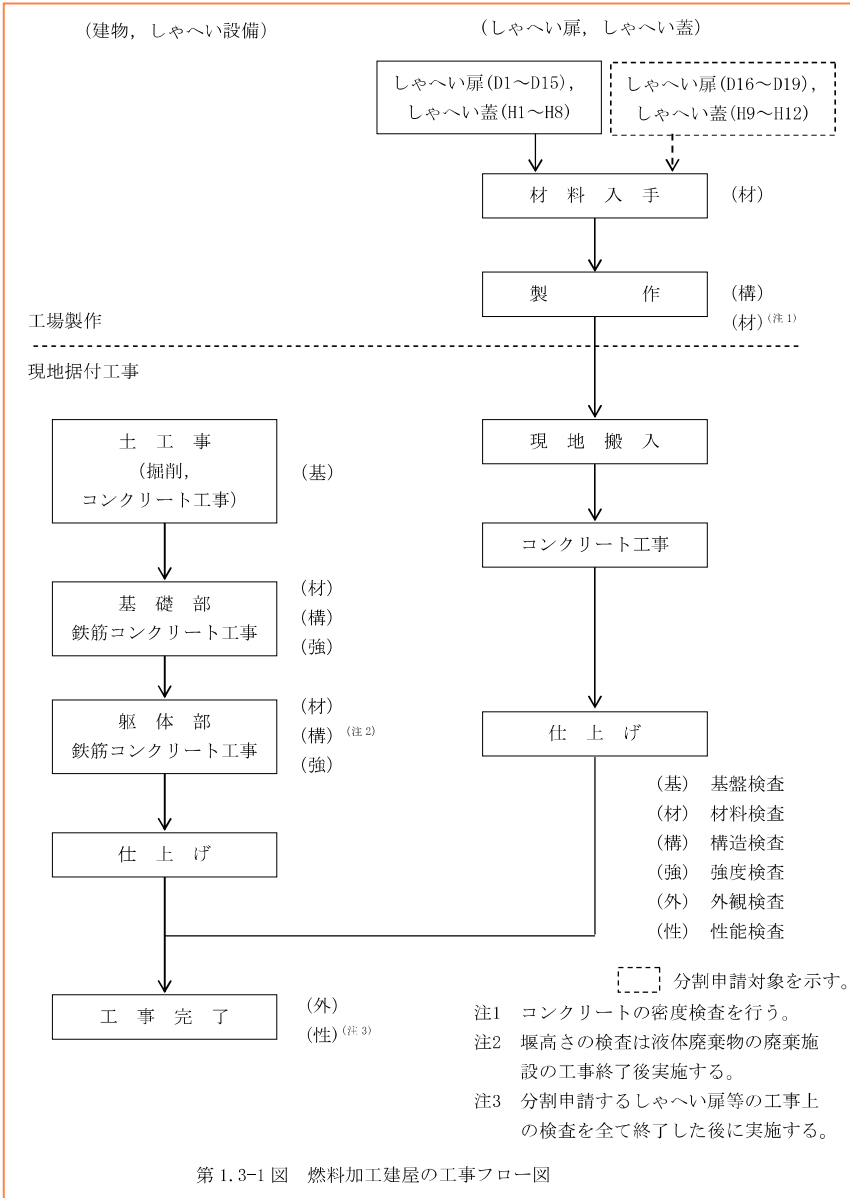 (建物, しゃへい設備)
(しゃへい扉, しゃへい蓋)
しゃへい扉(D1～D15),
しゃへい蓋(H1～H8)
しゃへい扉(D16～D19),
しゃへい蓋(H9～H12)
材 料 入 手
(材)
製 作
(構)
(材)(注1)
工場製作
現地据付工事
土 工 事
(掘削,
コンクリート工事)
(基)
基 礎 部
鉄筋コンクリート工事
(材)
(構)
(強)
躯 体 部
鉄筋コンクリート工事
(材)
(構)(注2)
(強)
仕 上 げ
現 地 搬 入
コンクリート工事
仕 上 げ
(基) 基盤検査
(材) 材料検査
(構) 構造検査
(強) 強度検査
(外) 外観検査
(性) 性能検査
分割申請対象を示す。
工 事 完 了
(外)
(性)(注3)
注1 コンクリートの密度検査を行う。
注2 堰高さの検査は液体廃棄物の廃棄施
設の工事終了後実施する。
注3 分割申請するしゃへい扉等の工事上
の検査を全て終了した後に実施する。
第1.3-1図 燃料加工建屋の工事フロー図